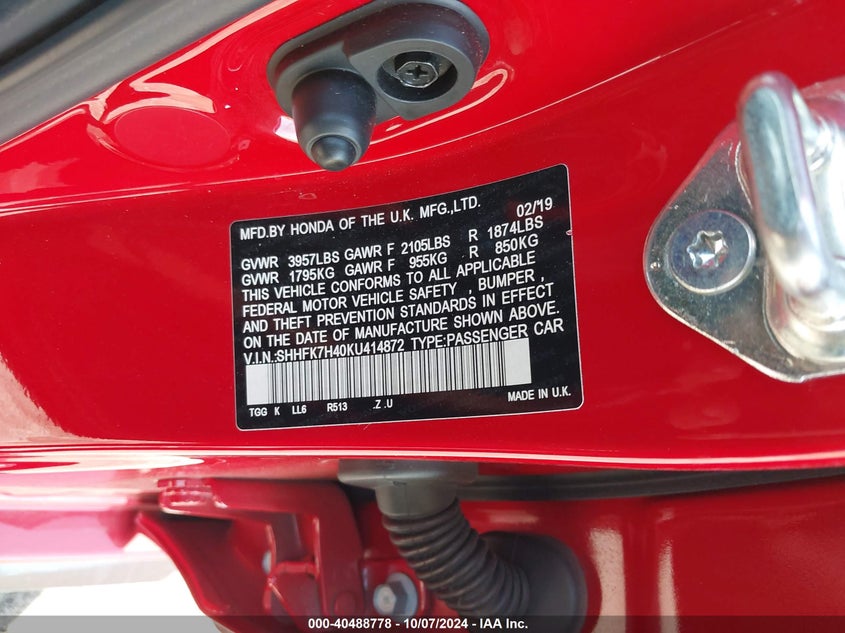 MFD.BY HONDA OF THE U.K. MFG.,LTD. 02/'19
GVWR 3957LBS GAWR F 2105LBS R 1874LBS
GVWR 1795KG GAWR F 955KG R 850KG
THIS VEHICLE CONFORMS TO ALL APPLICABLE
FEDERAL MOTOR VEHICLE SAFETY , BUMPER ,
AND THEFT PREVENTION STANDARDS IN EFFECT
ON THE DATE OF MANUFACTURE SHOWN ABOVE.
V.I.N.:SHHFK7H40KU414872 TYPE:PASSENGER CAR
TGG K LL6 R513 .Z .U MADE IN U.K.
000-40488778 - 10/07/2024 - IAA Inc.